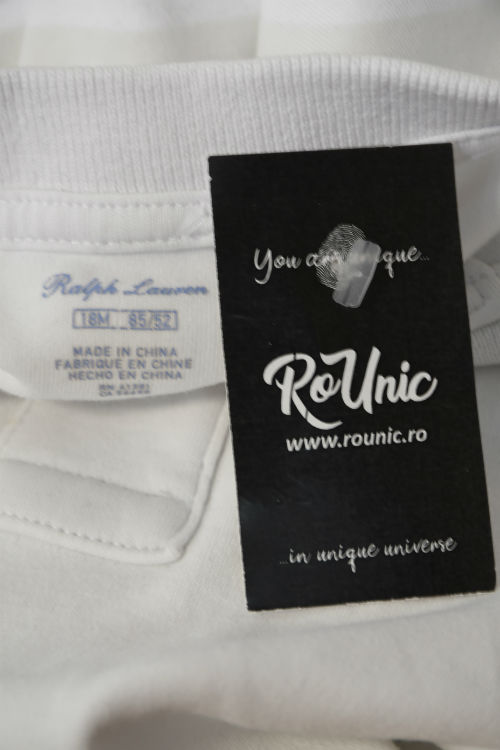 Ralph Lauren
18M 85/52
MADE IN CHINA
FABRIQUE EN CHINE
HECHO EN CHINA
You
RoUnic
www.rounic.ro
...in unique universe